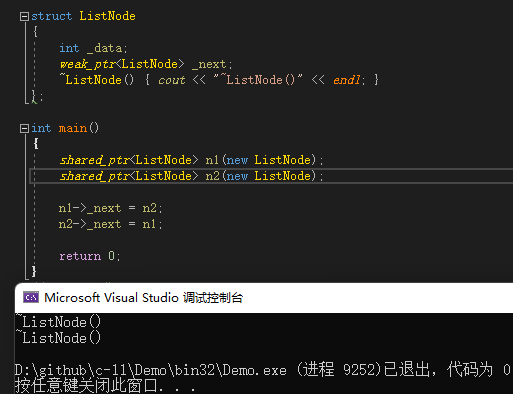 struct ListNode
{
int _data;
weak_ptr<ListNode> _next;
~ListNode() { cout << "~ListNode()" << endl; }
};
int main()
{
shared_ptr<ListNode> n1(new ListNode);
shared_ptr<ListNode> n2(new ListNode);
n1->_next = n2;
n2->_next = n1;
return 0;
}
C:\ Microsoft Visual Studio 调试控制台
~ListNode()
~ListNode()
D:\github\c-11\Demo\bin32\Demo.exe (进程 9252)已退出，代码为 0
按任意键关闭此窗口. . .